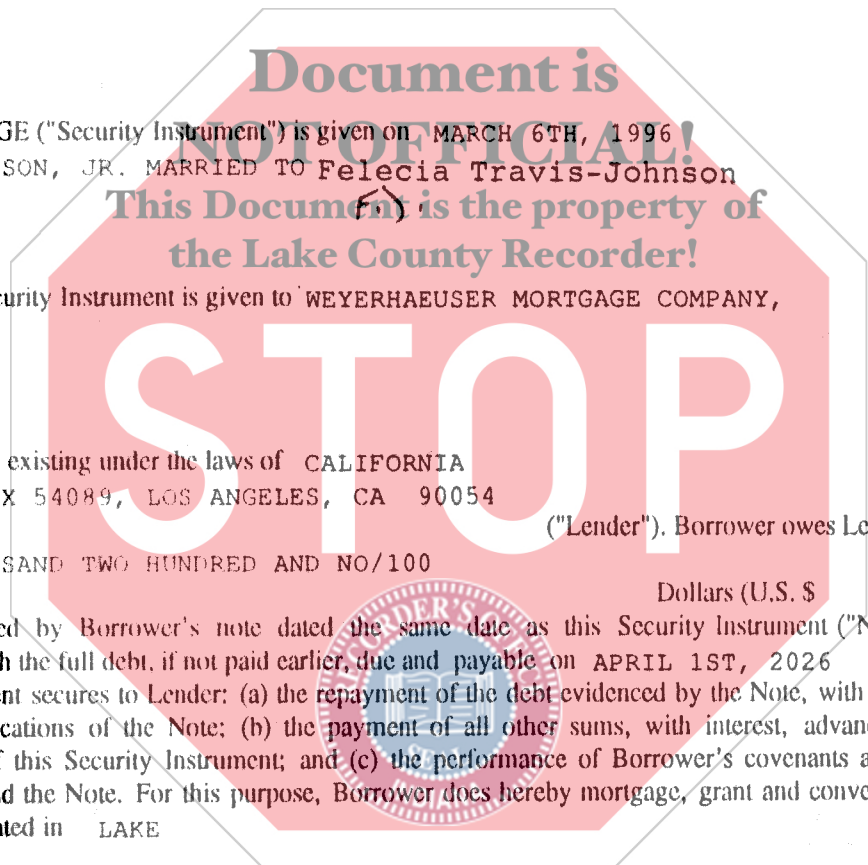 Document is
NOT OFFICIAL!
This Document is the property of
the Lake County Recorder!
STOP
GE ("Security Instrument") is given on MARCH 6TH, 1996
SON, JR. MARRIED TO Felecia Travis-Johnson
F.J.
curity Instrument is given to WEYERHAEUSER MORTGAGE COMPANY,
existing under the laws of CALIFORNIA
X 54089, LOS ANGELES, CA 90054
("Lender"). Borrower owes Le
SAND TWO HUNDRED AND NO/100
Dollars (U.S. $
ed by Borrower's note dated the same date as this Security Instrument ("N
h the full debt, if not paid earlier, due and payable on APRIL 1ST, 2026
ent secures to Lender: (a) the repayment of the debt evidenced by the Note, with
cations of the Note; (b) the payment of all other sums, with interest, advan
f this Security Instrument; and (c) the performance of Borrower's covenants a
d the Note. For this purpose, Borrower does hereby mortgage, grant and conve
ated in LAKE
RECORDER'S
SEAL
INDIANA